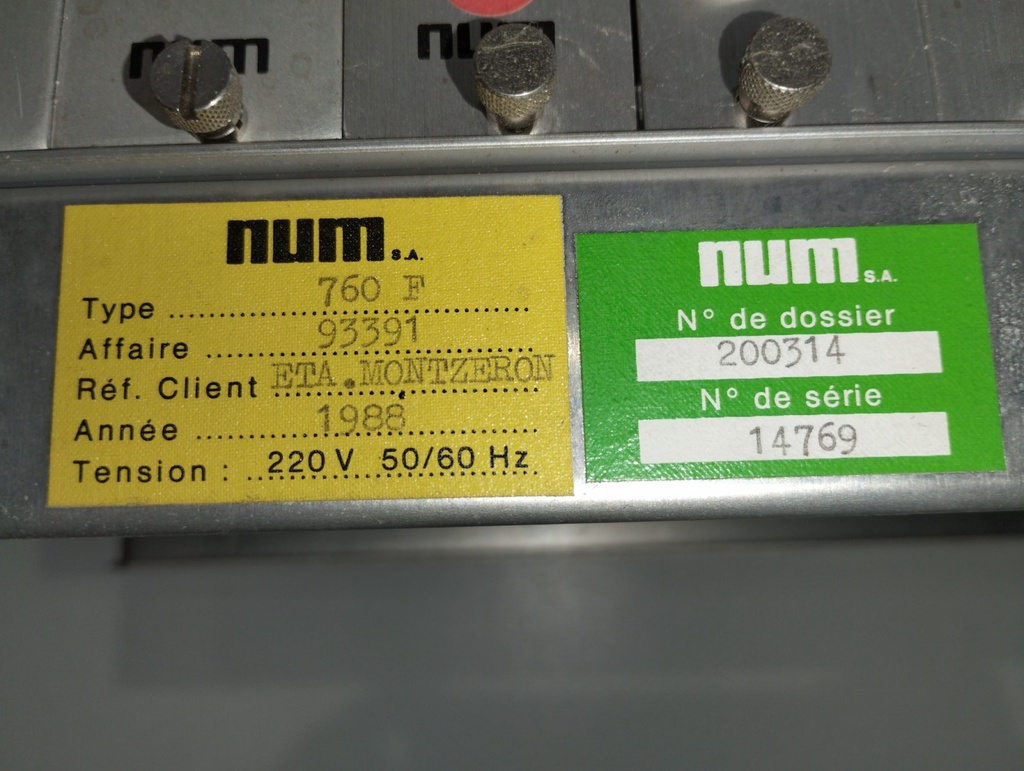 num
num
num S.A.
Type 760 F
Affaire 93391
Réf. Client ETA.MONTZERON
Année 1988
Tension : 220 V 50/60 Hz
num S.A.
N° de dossier
200314
N° de série
14769